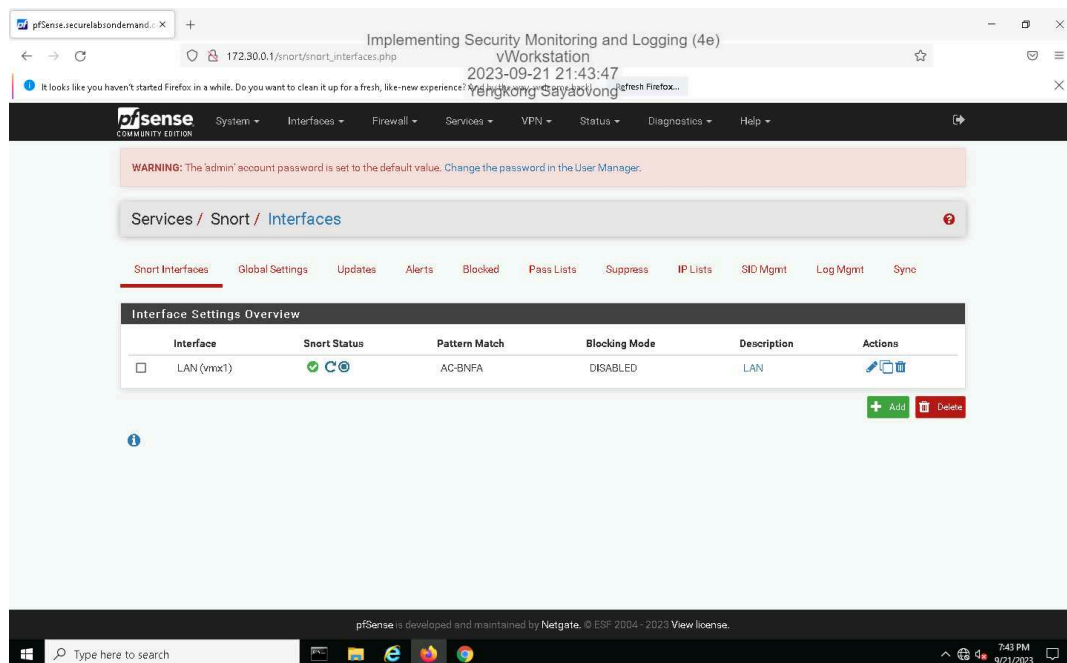 pfSense.securelabsondemand.c
Implementing Security Monitoring and Logging (4e)
172.30.0.1/snort/snort_interfaces.php
vWorkstation
2023-09-21 21:43:47
It looks like you haven't started Firefox in a while. Do you want to clean it up for a fresh, like-new experience? And by the way, welcome back!
Yengkong Sayaovong
Refresh Firefox...
pfsense
COMMUNITY EDITION
System Interfaces Firewall Services VPN Status Diagnostics Help
WARNING: The 'admin' account password is set to the default value. Change the password in the User Manager.
Services / Snort / Interfaces
Snort Interfaces Global Settings Updates Alerts Blocked Pass Lists Suppress IP Lists SID Mgmt Log Mgmt Sync
Interface Settings Overview
Interface Snort Status Pattern Match Blocking Mode Description Actions
LAN (vmx1) AC-BNFA DISABLED LAN
Add Delete
pfSense is developed and maintained by Netgate. © ESF 2004 - 2023 View license.
Type here to search
7:43 PM
9/21/2023